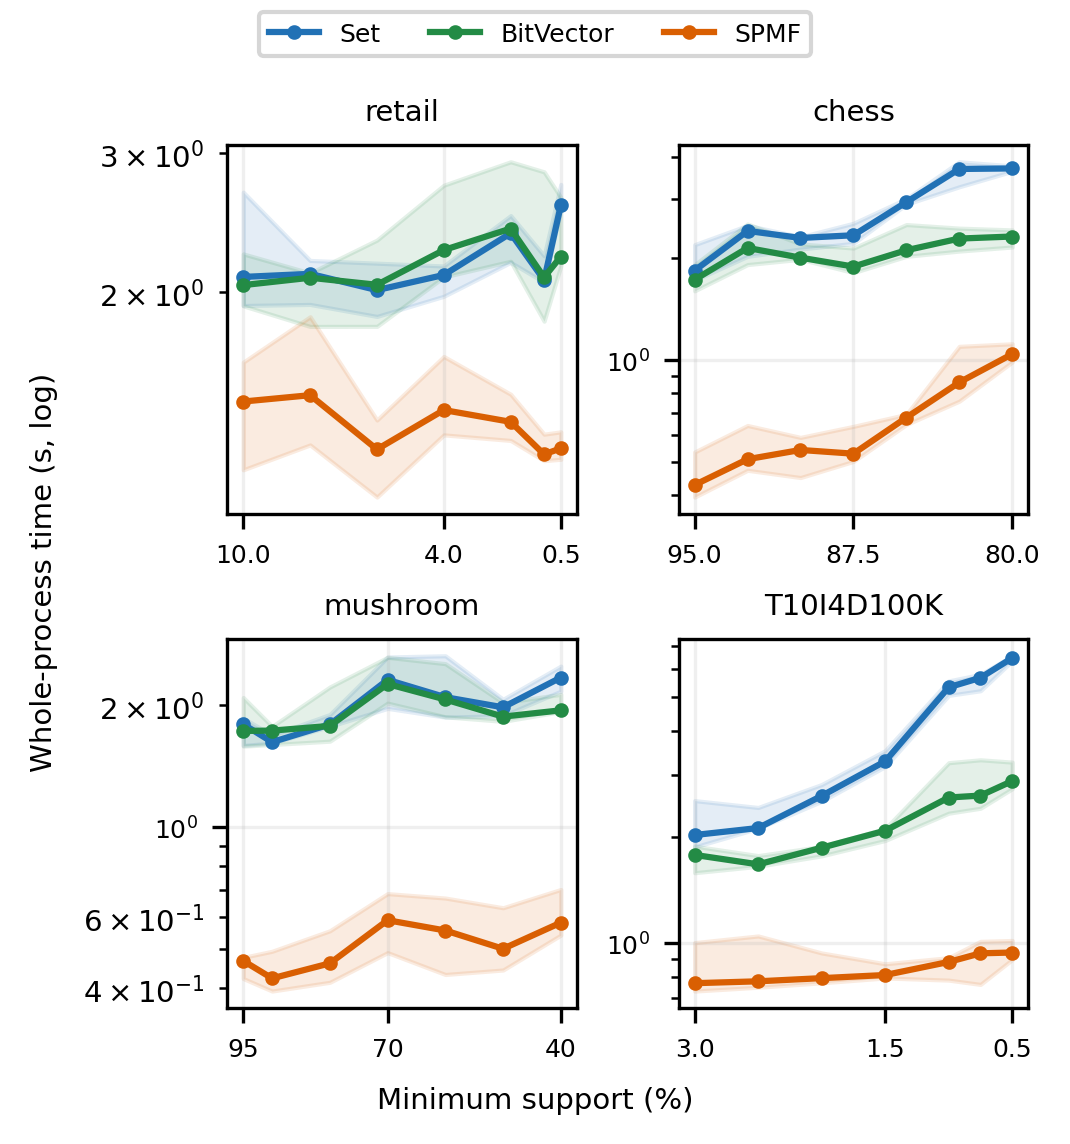 Set BitVector SPMF
retail
3 × 10⁰
2 × 10⁰
10.0 4.0 0.5
chess
10⁰
95.0 87.5 80.0
Whole-process time (s, log)
mushroom
2 × 10⁰
10⁰
6 × 10⁻¹
4 × 10⁻¹
95 70 40
T10I4D100K
10⁰
3.0 1.5 0.5
Minimum support (%)